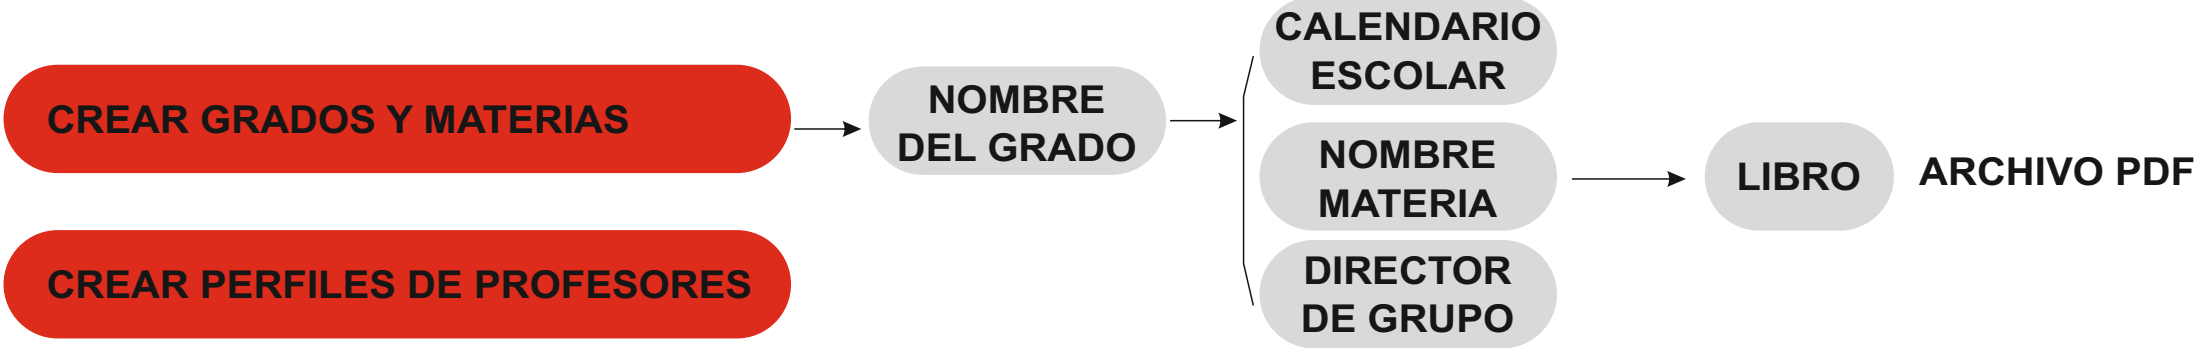 CREAR GRADOS Y MATERIAS
CREAR PERFILES DE PROFESORES
NOMBRE
DEL GRADO
CALENDARIO
ESCOLAR
NOMBRE
MATERIA
DIRECTOR
DE GRUPO
LIBRO
ARCHIVO PDF